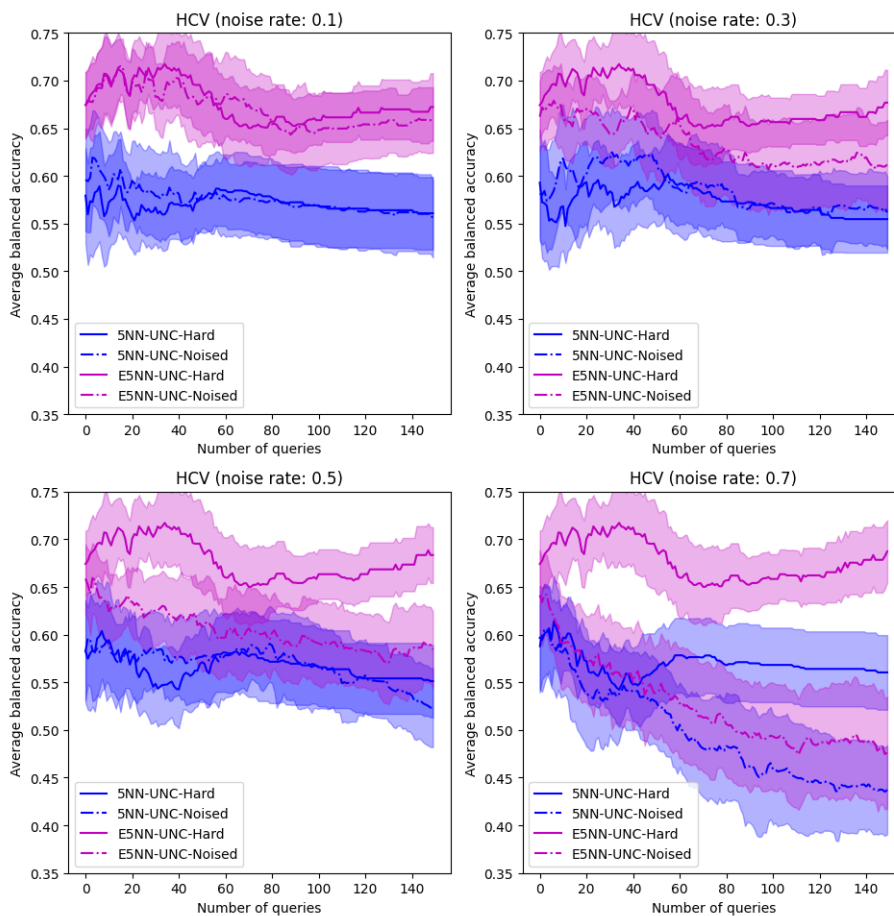 HCV (noise rate: 0.1)
Average balanced accuracy
0.75
0.70
0.65
0.60
0.55
0.50
0.45
0.40
0.35
5NN-UNC-Hard
5NN-UNC-Noised
E5NN-UNC-Hard
E5NN-UNC-Noised
0 20 40 60 80 100 120 140
Number of queries
HCV (noise rate: 0.3)
Average balanced accuracy
0.75
0.70
0.65
0.60
0.55
0.50
0.45
0.40
0.35
5NN-UNC-Hard
5NN-UNC-Noised
E5NN-UNC-Hard
E5NN-UNC-Noised
0 20 40 60 80 100 120 140
Number of queries
HCV (noise rate: 0.5)
Average balanced accuracy
0.75
0.70
0.65
0.60
0.55
0.50
0.45
0.40
0.35
5NN-UNC-Hard
5NN-UNC-Noised
E5NN-UNC-Hard
E5NN-UNC-Noised
0 20 40 60 80 100 120 140
Number of queries
HCV (noise rate: 0.7)
Average balanced accuracy
0.75
0.70
0.65
0.60
0.55
0.50
0.45
0.40
0.35
5NN-UNC-Hard
5NN-UNC-Noised
E5NN-UNC-Hard
E5NN-UNC-Noised
0 20 40 60 80 100 120 140
Number of queries